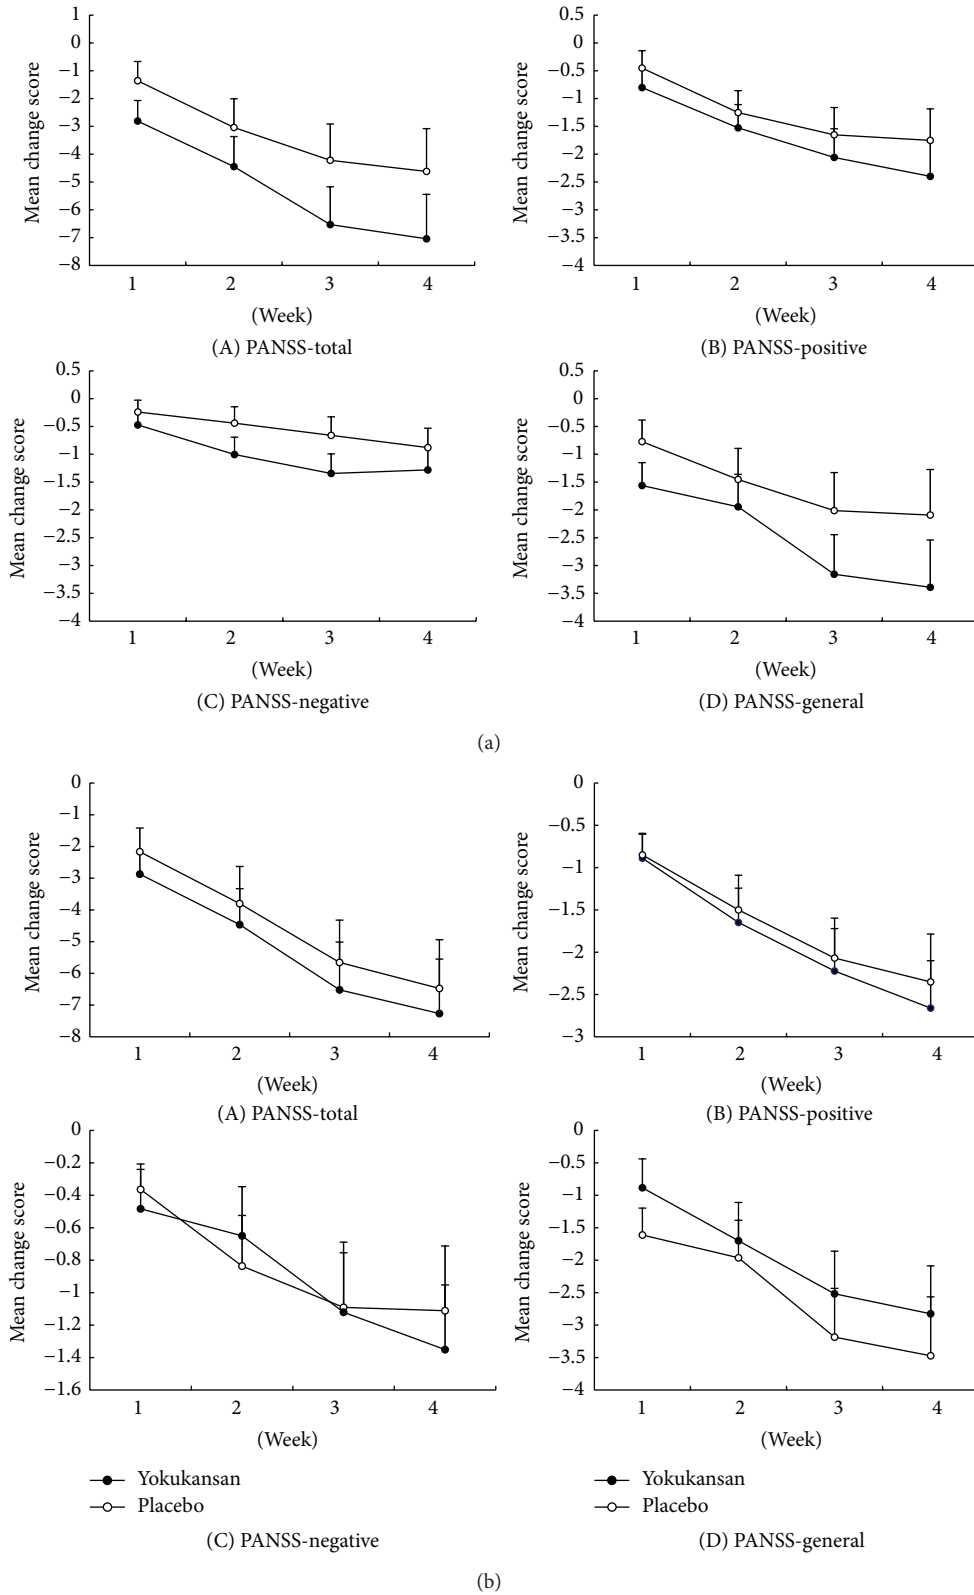 1
0
−1
−2
−3
−4
−5
−6
−7
−8
Mean change score
1 2 3 4
(Week)
(A) PANSS-total
0.5
0
−0.5
−1
−1.5
−2
−2.5
−3
−3.5
−4
Mean change score
1 2 3 4
(Week)
(B) PANSS-positive
0.5
0
−0.5
−1
−1.5
−2
−2.5
−3
−3.5
−4
Mean change score
1 2 3 4
(Week)
(C) PANSS-negative
0.5
0
−0.5
−1
−1.5
−2
−2.5
−3
−3.5
−4
Mean change score
1 2 3 4
(Week)
(D) PANSS-general
(a)
0
−1
−2
−3
−4
−5
−6
−7
−8
Mean change score
1 2 3 4
(Week)
(A) PANSS-total
0
−0.5
−1
−1.5
−2
−2.5
−3
Mean change score
1 2 3 4
(Week)
(B) PANSS-positive
0
−0.2
−0.4
−0.6
−0.8
−1
−1.2
−1.4
−1.6
Mean change score
1 2 3 4
(Week)
Yokukansan
Placebo
(C) PANSS-negative
0
−0.5
−1
−1.5
−2
−2.5
−3
−3.5
−4
Mean change score
1 2 3 4
(Week)
Yokukansan
Placebo
(D) PANSS-general
(b)